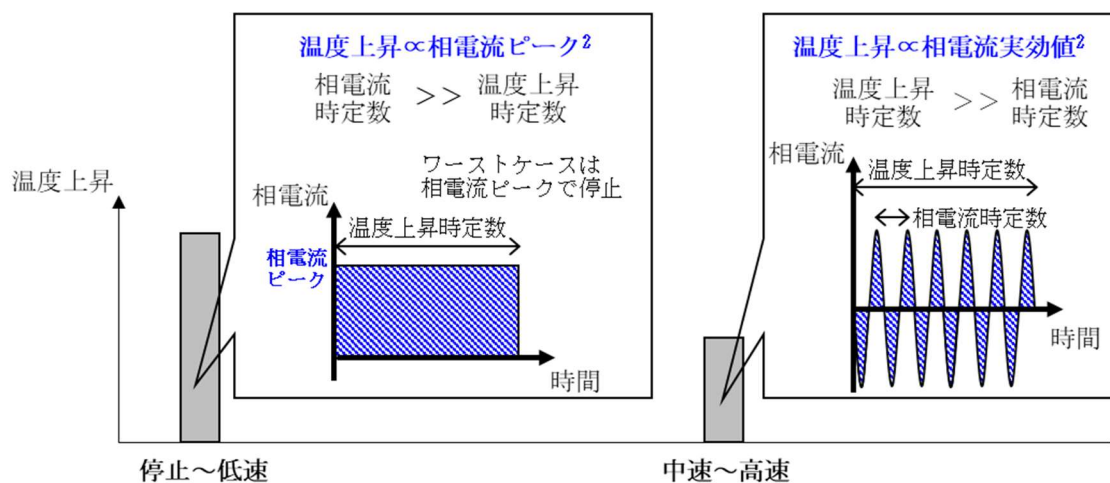 温度上昇∝相電流ピーク²
相電流
時定数
>>
温度上昇
時定数
ワーストケースは
相電流ピークで停止
相電流
温度上昇時定数
相電流
ピーク
時間
温度上昇∝相電流実効値²
温度上昇
時定数
>>
相電流
時定数
相電流
温度上昇時定数
相電流時定数
時間
温度上昇
停止～低速
中速～高速